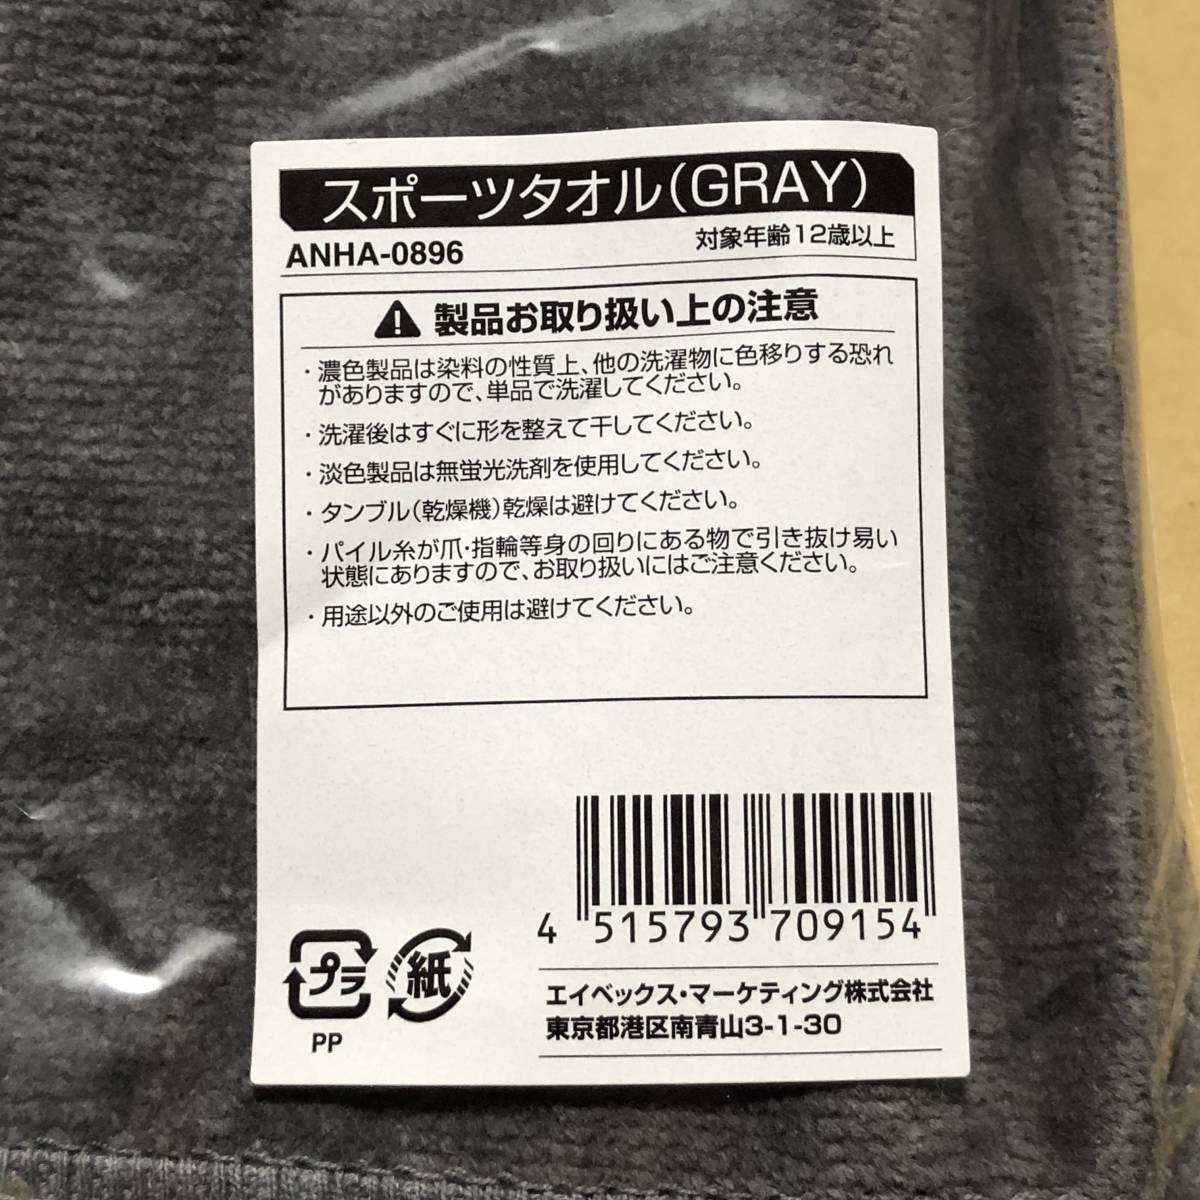 スポーツタオル(GRAY)
ANHA-0896
対象年齢12歳以上
製品お取り扱い上の注意
・濃色製品は染料の性質上、他の洗濯物に色移りする恐れ
がありますので、単品で洗濯してください。
・洗濯後はすぐに形を整えて干してください。
・淡色製品は無蛍光洗剤を使用してください。
・タンブル(乾燥機)乾燥は避けてください。
・パイル糸が爪・指輪等身の回りにある物で引き抜け易い
状態にありますので、お取り扱いにはご注意ください。
・用途以外のご使用は避けてください。
4 515793 709154
プラ
PP
紙
エイベックス・マーケティング株式会社
東京都港区南青山3-1-30